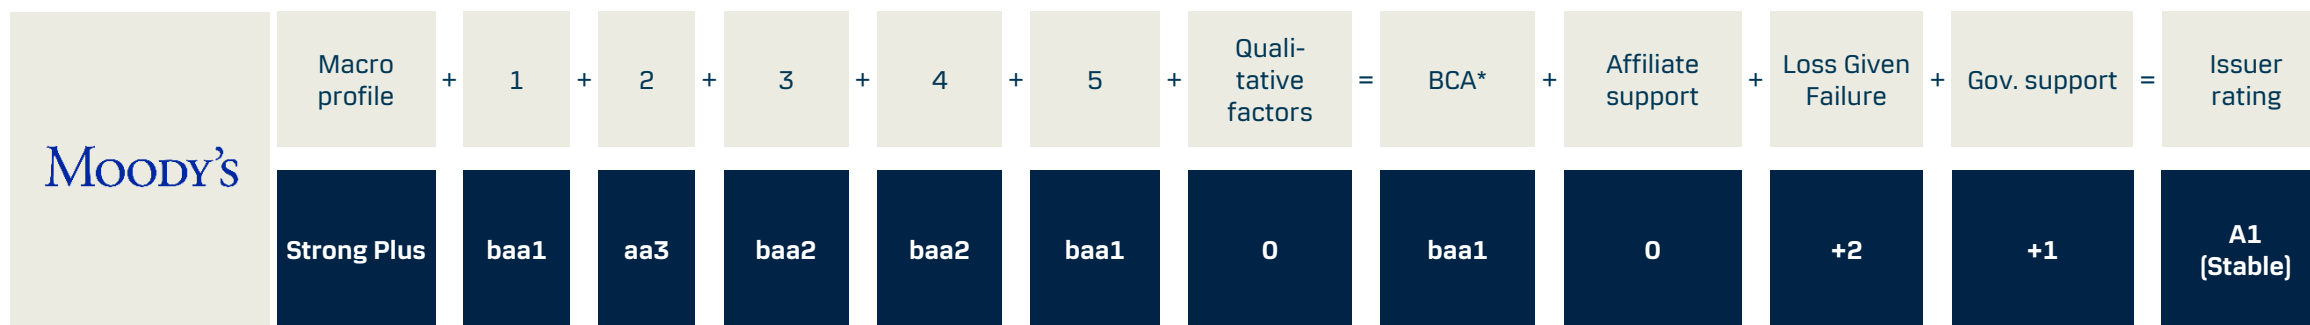 MOODY'S
Macro
profile
+
1
+
2
+
3
+
4
+
5
+
Quali-
tative
factors
=
BCA*
+
Affiliate
support
+
Loss Given
Failure
+
Gov. support
=
Issuer
rating
Strong Plus
baa1
aa3
baa2
baa2
baa1
0
baa1
0
+2
+1
A1
(Stable)